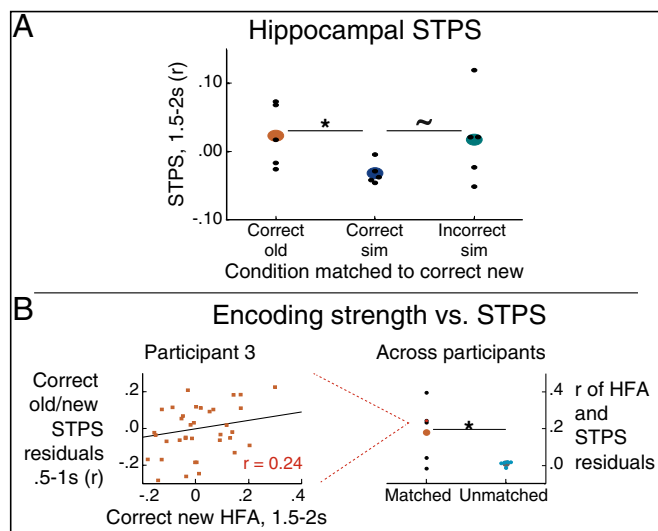 A
Hippocampal STPS
STPS, 1.5-2s (r)
.10
.00
-.10
*
~
Correct old
Correct sim
Incorrect sim
Condition matched to correct new
B
Encoding strength vs. STPS
Participant 3
Across participants
Correct
old/new
STPS
residuals
.5-1s (r)
.2
.0
-.2
r = 0.24
-.2
0
.2
.4
Correct new HFA, 1.5-2s
*
Matched
Unmatched
.4
.2
.0
r of HFA
and
STPS
residuals